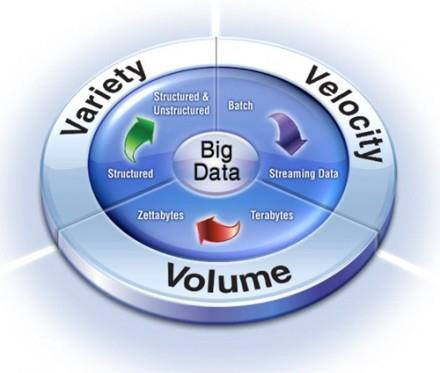 Variety
Velocity
Structured &
Unstructured
Batch
Big
Data
Structured
Streaming Data
Zettabytes
Terabytes
Volume